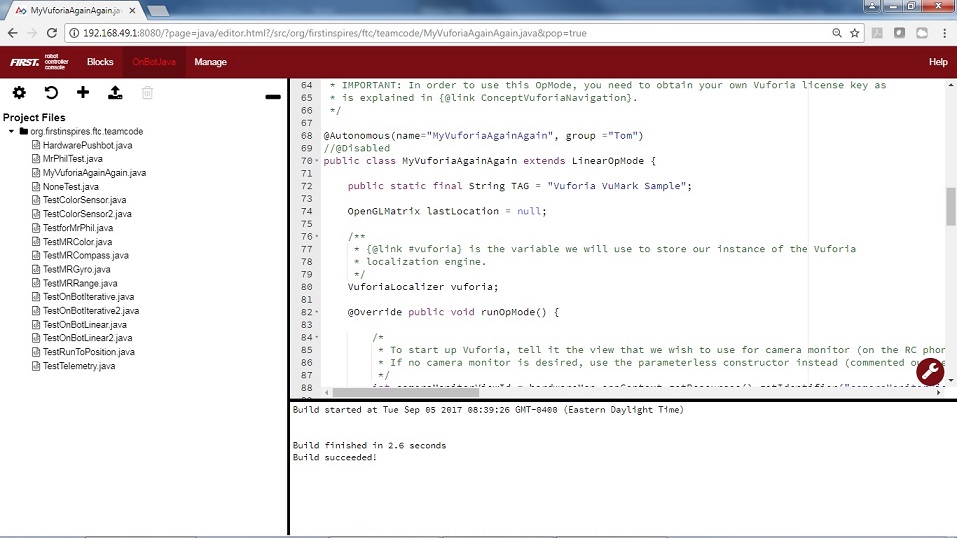 MyVuforiaAgainAgain.jav
192.168.49.1:8080/?page=java/editor.html?/src/org/firstinspires/ftc/teamcode/MyVuforiaAgainAgain.java&pop=true
FIRST. robot controller console Blocks OnBotJava Manage Help
Project Files
org.firstinspires.ftc.teamcode
HardwarePushbot.java
MrPhilTest.java
MyVuforiaAgainAgain.java
NoneTest.java
TestColorSensor.java
TestColorSensor2.java
TestforMrPhil.java
TestMRColor.java
TestMRCompass.java
TestMRGyro.java
TestMRRange.java
TestOnBotIterative.java
TestOnBotIterative2.java
TestOnBotLinear.java
TestOnBotLinear2.java
TestRunToPosition.java
TestTelemetry.java
64 * IMPORTANT: In order to use this OpMode, you need to obtain your own Vuforia license key as
65 * is explained in {@link ConceptVuforiaNavigation}.
66 */
67
68 @Autonomous(name="MyVuforiaAgainAgain", group ="Tom")
69 //@Disabled
70 public class MyVuforiaAgainAgain extends LinearOpMode {
71
72 public static final String TAG = "Vuforia VuMark Sample";
73
74 OpenGLMatrix lastLocation = null;
75
76 /**
77 * {@link #vuforia} is the variable we will use to store our instance of the Vuforia
78 * localization engine.
79 */
80 VuforiaLocalizer vuforia;
81
82 @Override public void runOpMode() {
83
84 /*
85 * To start up Vuforia, tell it the view that we wish to use for camera monitor (on the RC phon
86 * If no camera monitor is desired, use the parameterless constructor instead (commented ou
87 */
88 int cameraMonitorViewId = hardwareMap.appContext.getResources().getIdentifier("cameraMonitor
Build started at Tue Sep 05 2017 08:39:26 GMT-0400 (Eastern Daylight Time)
Build finished in 2.6 seconds
Build succeeded!